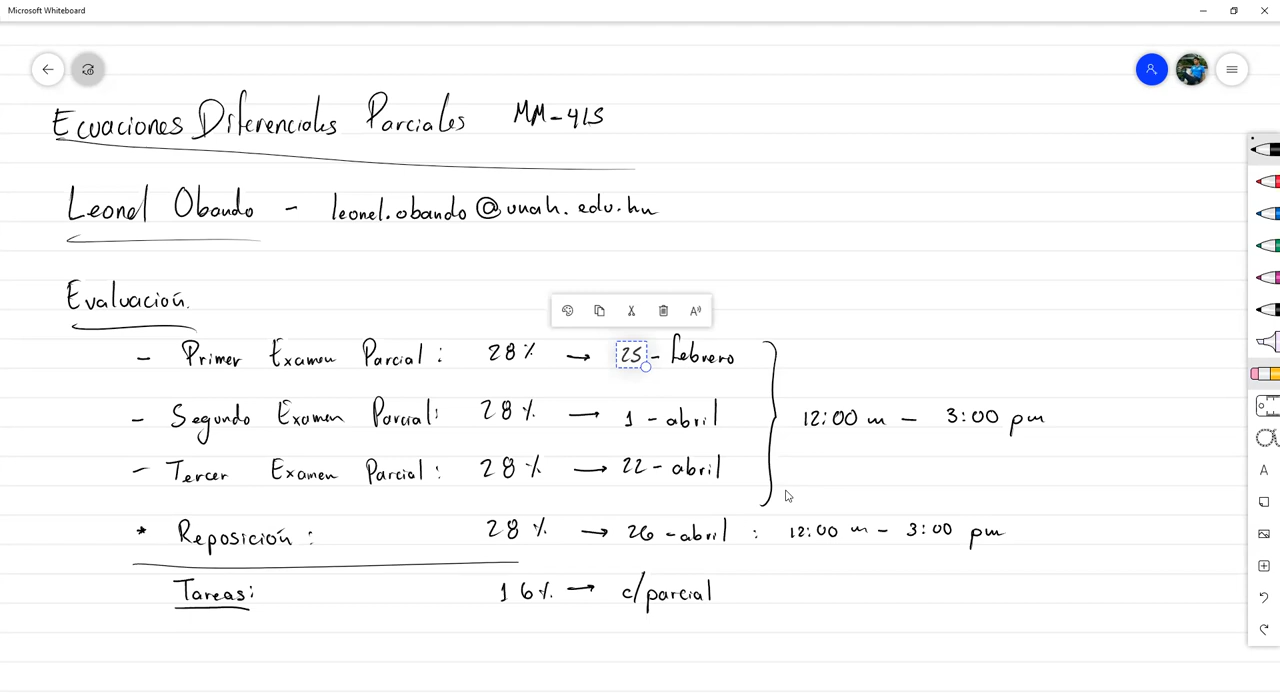 Microsoft Whiteboard
Ecuaciones Diferenciales Parciales MM-415
Leonel Obando - leonel.obando@unah.edu.hn
Evaluación.
- Primer Examen Parcial: 28% → 25-febrero
- Segundo Examen Parcial: 28% → 1-abril 12:00 m - 3:00 pm
- Tercer Examen Parcial: 28% → 22-abril
* Reposición: 28% → 26-abril : 12:00 m - 3:00 pm
Tareas: 16% → c/parcial